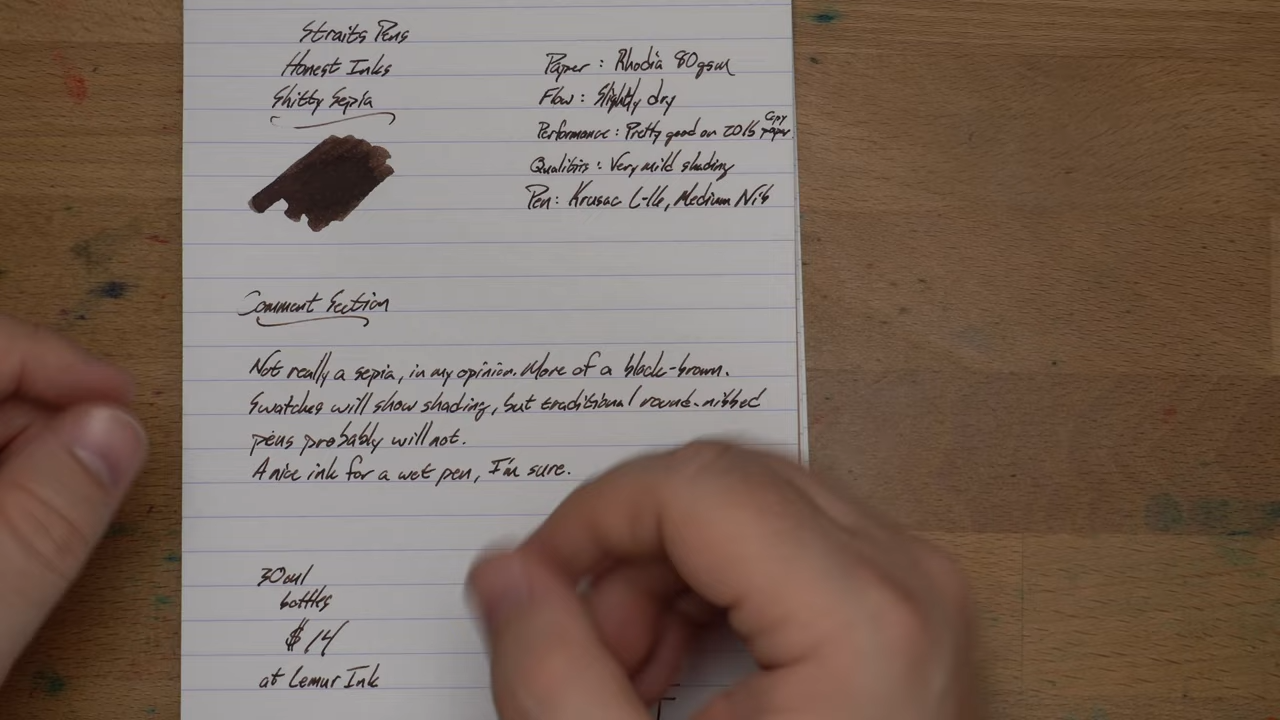 Straits Pens
Honest Inks
Shitty Sepia
Paper : Rhodia 80gsm
Flow : Slightly dry
Performance : Pretty good on 20lb copy paper
Qualities : Very mild shading
Pen : Krusac L-16, Medium Nib
Comment Section
Not really a sepia, in my opinion. More of a black-brown.
Swatches will show shading, but traditional round-nibbed
pens probably will not.
A nice ink for a wet pen, I'm sure.
30ml
bottles
$14
at Lemur Ink